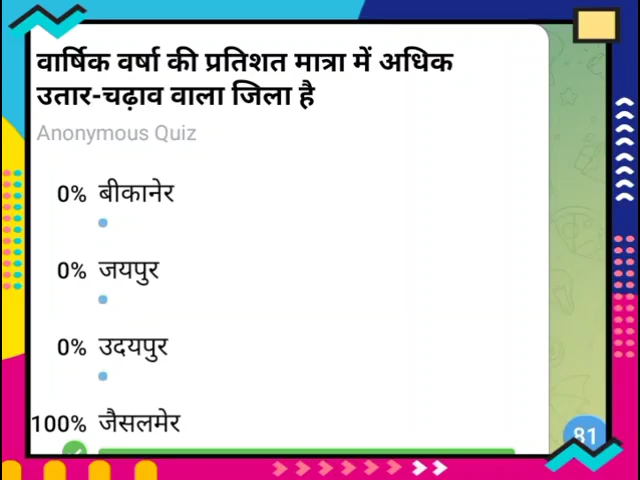 वार्षिक वर्षा की प्रतिशत मात्रा में अधिक
उतार-चढ़ाव वाला जिला है
Anonymous Quiz
0% बीकानेर
0% जयपुर
0% उदयपुर
100% जैसलमेर
81